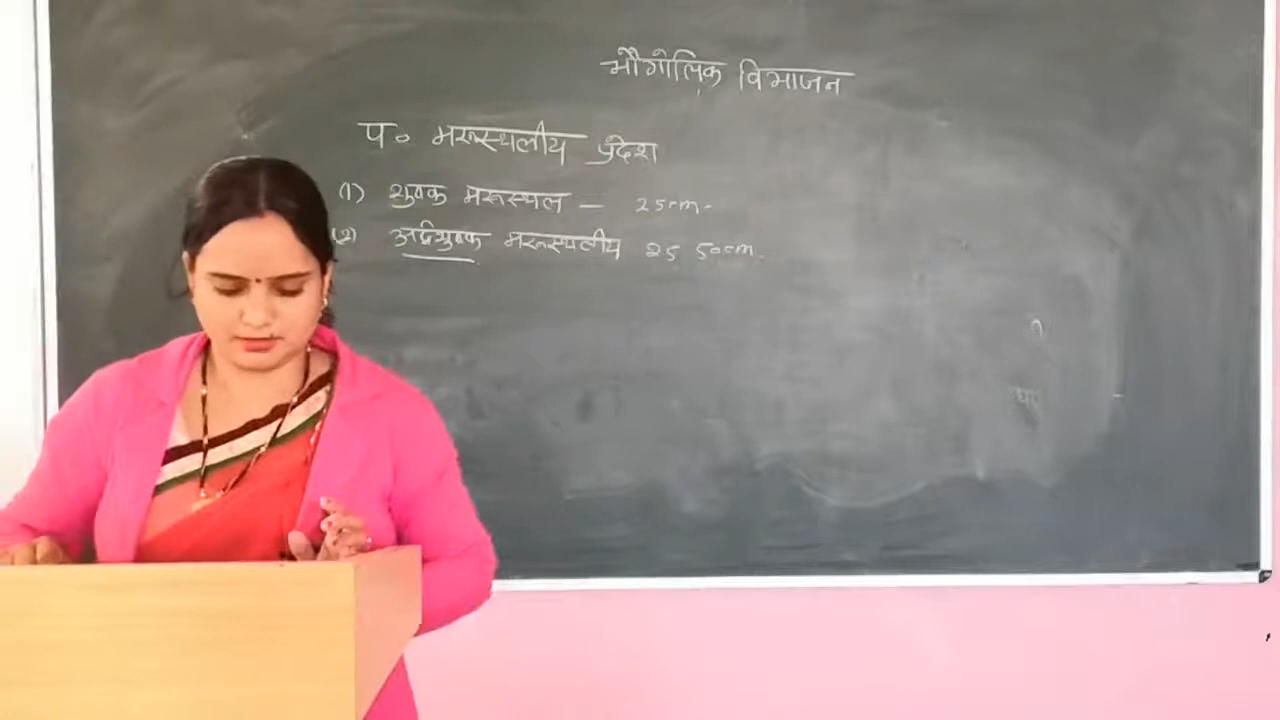 भौगोलिक विभाजन
प० मरूस्थलीय प्रदेश
(1) शुष्क मरूस्थल – 25cm.
(2) अर्द्धशुष्क मरूस्थलीय 25 50cm.